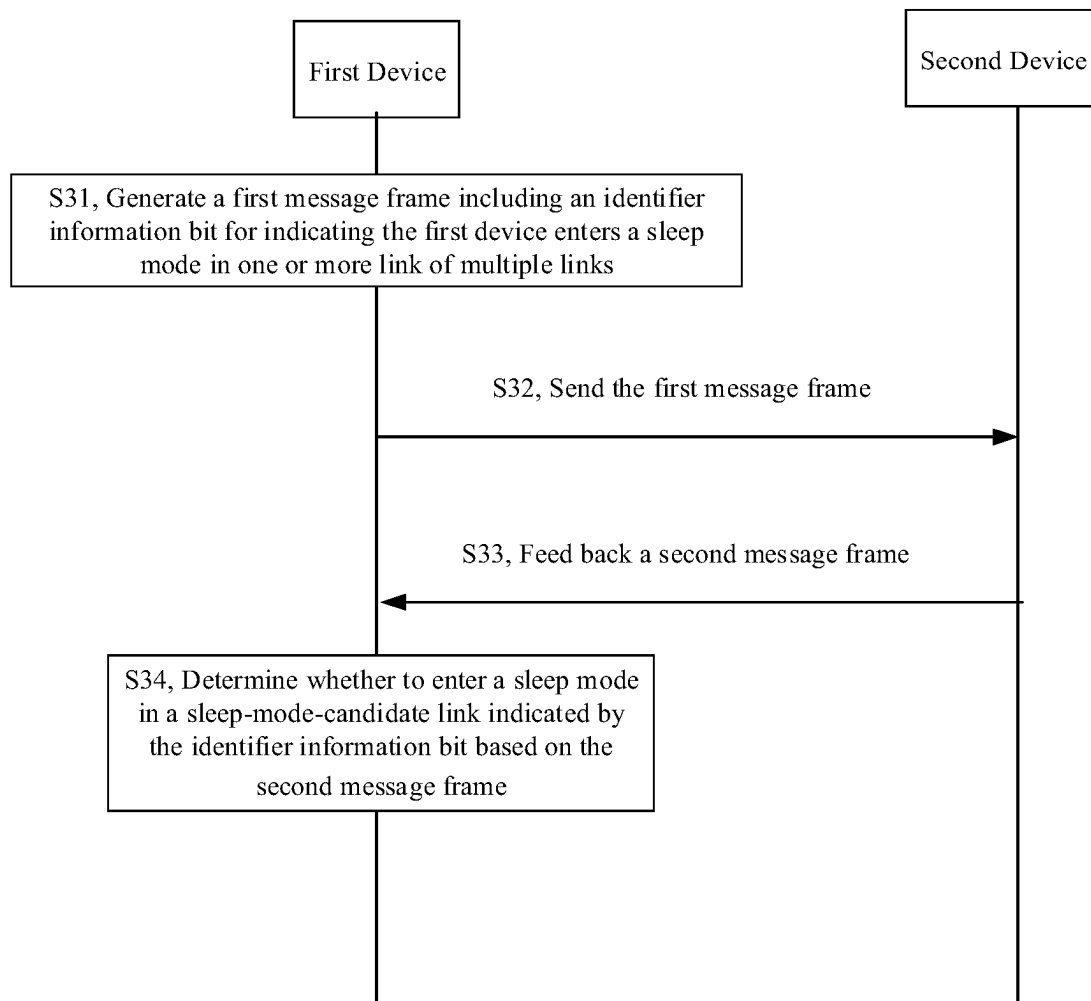 First Device
Second Device
S31, Generate a first message frame including an identifier
information bit for indicating the first device enters a sleep
mode in one or more link of multiple links
S32, Send the first message frame
S33, Feed back a second message frame
S34, Determine whether to enter a sleep mode
in a sleep-mode-candidate link indicated by
the identifier information bit based on the
second message frame